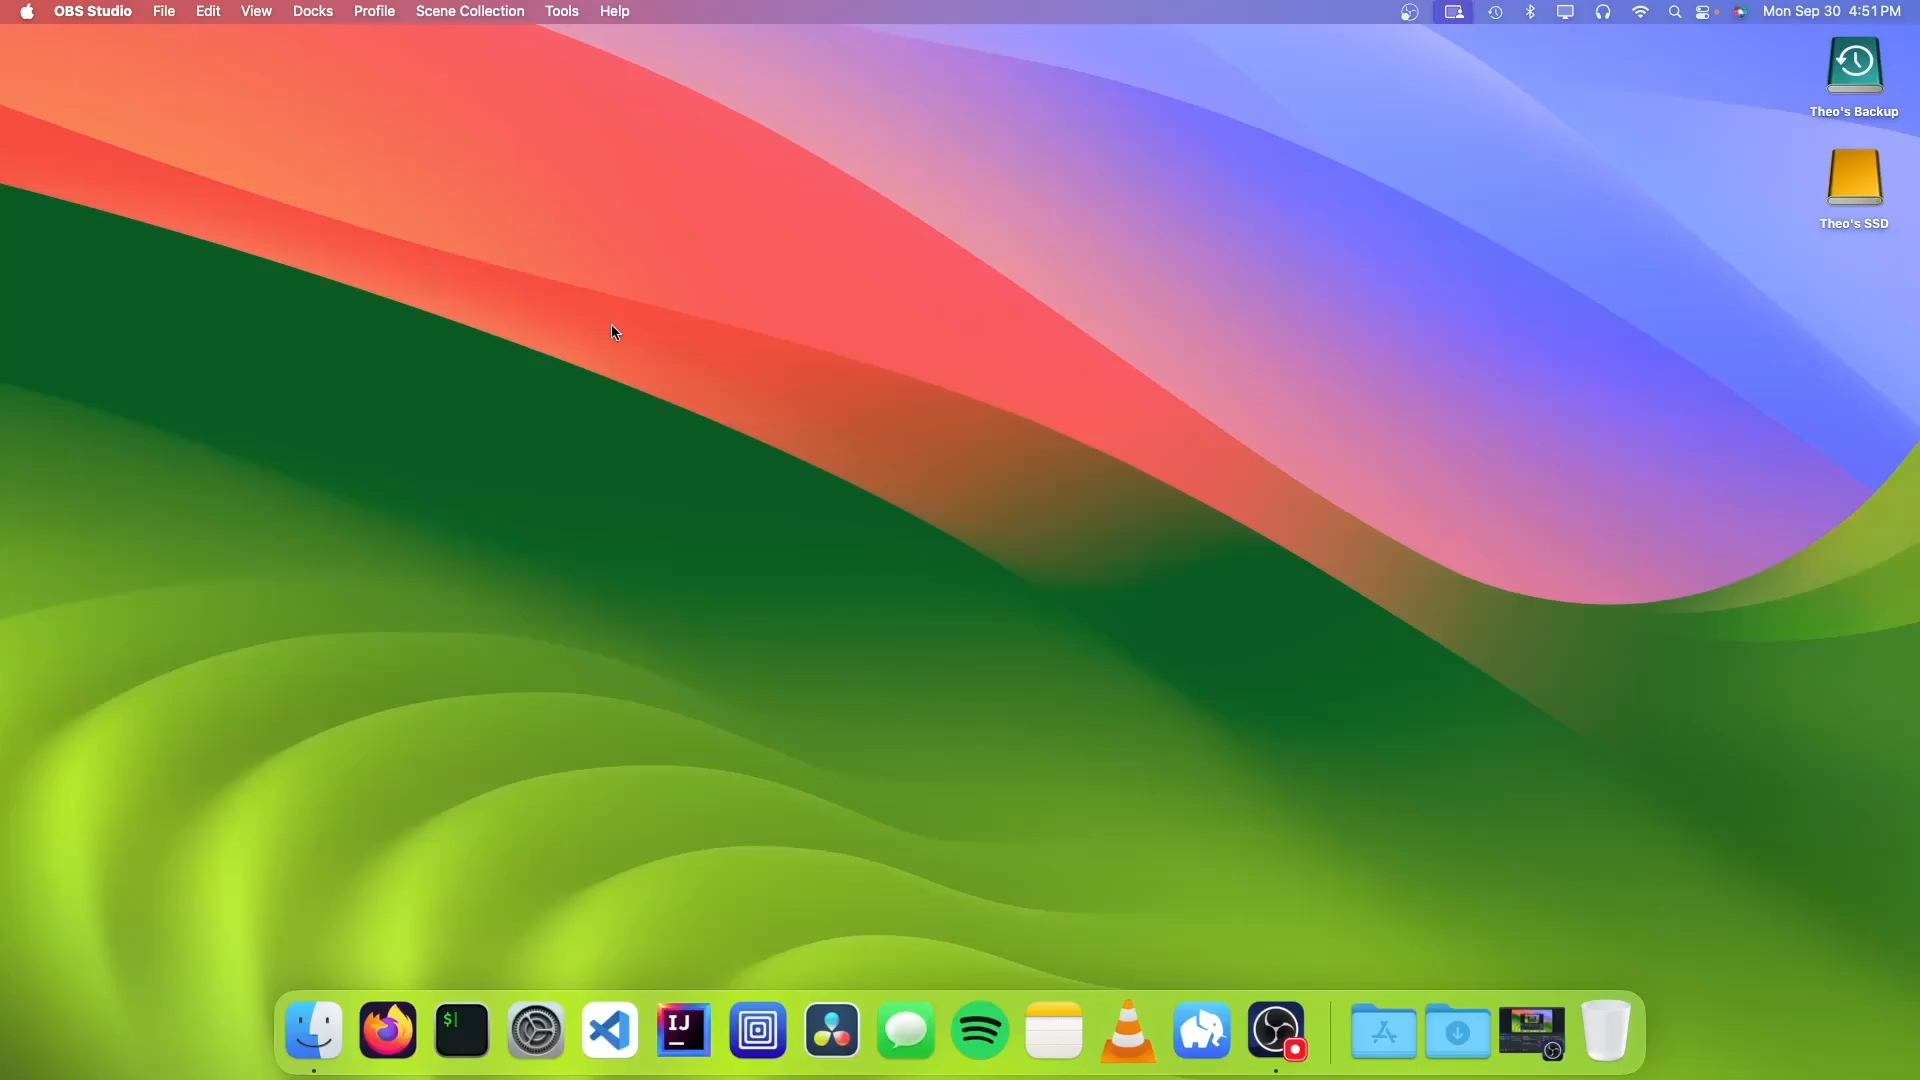 OBS Studio File Edit View Docks Profile Scene Collection Tools Help Mon Sep 30 4:51 PM
Theo's Backup
Theo's SSD
$
IJ